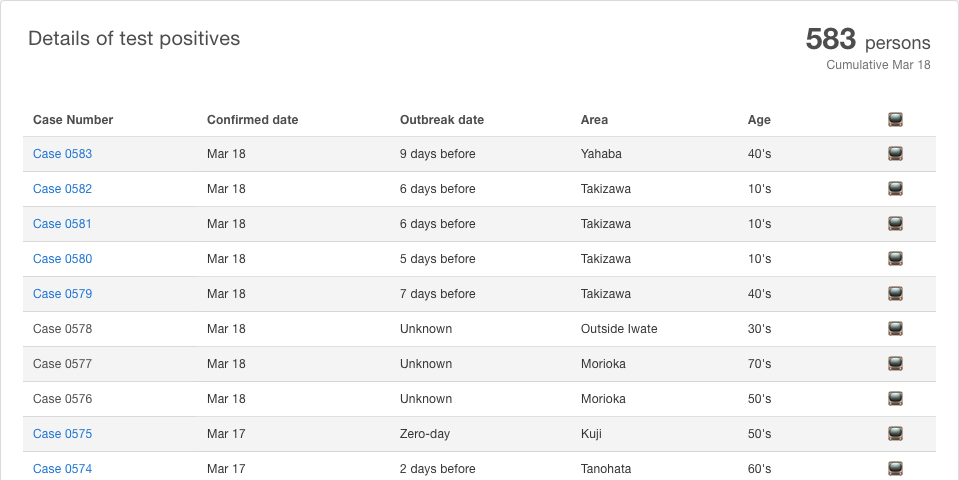 Details of test positives
583 persons
Cumulative Mar 18
Case Number Confirmed date Outbreak date Area Age
Case 0583 Mar 18 9 days before Yahaba 40's
Case 0582 Mar 18 6 days before Takizawa 10's
Case 0581 Mar 18 6 days before Takizawa 10's
Case 0580 Mar 18 5 days before Takizawa 10's
Case 0579 Mar 18 7 days before Takizawa 40's
Case 0578 Mar 18 Unknown Outside Iwate 30's
Case 0577 Mar 18 Unknown Morioka 70's
Case 0576 Mar 18 Unknown Morioka 50's
Case 0575 Mar 17 Zero-day Kuji 50's
Case 0574 Mar 17 2 days before Tanohata 60's